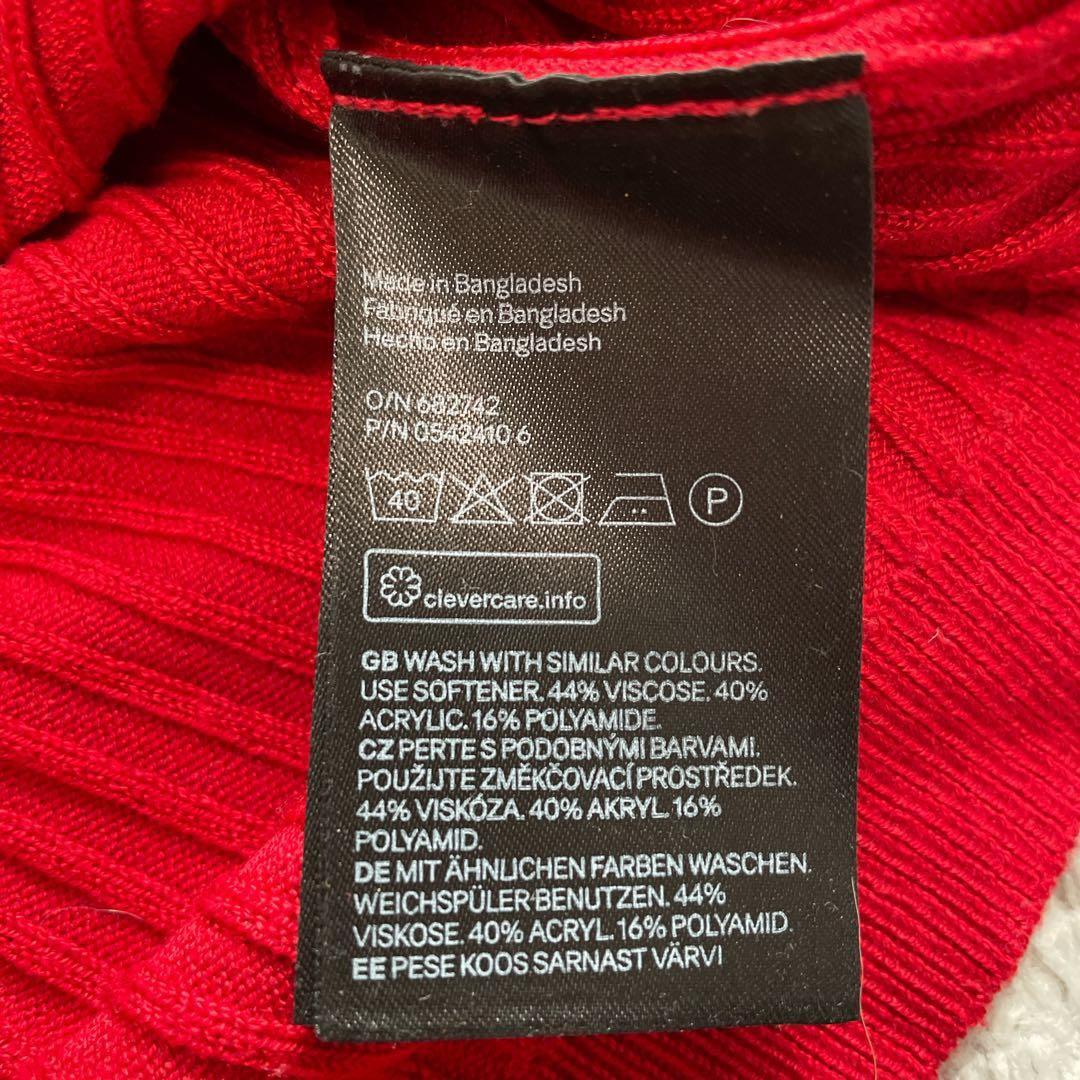 Made in Bangladesh
Fabriqué en Bangladesh
Hecho en Bangladesh
O/N 682742
P/N 0542410 6
40
P
clevercare.info
GB WASH WITH SIMILAR COLOURS.
USE SOFTENER. 44% VISCOSE. 40%
ACRYLIC. 16% POLYAMIDE.
CZ PERTE S PODOBNÝMI BARVAMI.
POUŽIJTE ZMĚKČOVACÍ PROSTŘEDEK.
44% VISKÓZA. 40% AKRYL. 16%
POLYAMID.
DE MIT ÄHNLICHEN FARBEN WASCHEN.
WEICHSPÜLER BENUTZEN. 44%
VISKOSE. 40% ACRYL. 16% POLYAMID.
EE PESE KOOS SARNAST VÄRVI